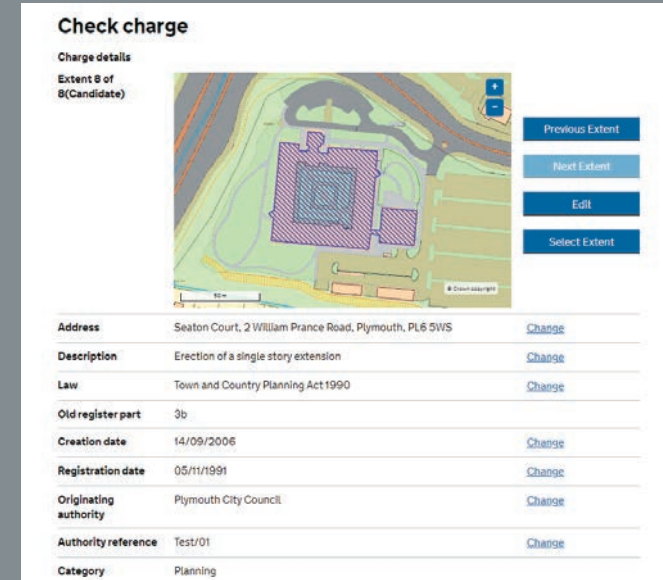 Check charge
Charge details
Extent 8 of
8(Candidate)
+
−
Previous Extent
Next Extent
Edit
Select Extent
50 m
© Crown copyright
Address Seaton Court, 2 William Prance Road, Plymouth, PL6 5WS Change
Description Erection of a single story extension Change
Law Town and Country Planning Act 1990 Change
Old register part 3b
Creation date 14/09/2006 Change
Registration date 05/11/1991 Change
Originating
authority Plymouth City Council Change
Authority reference Test/01 Change
Category Planning